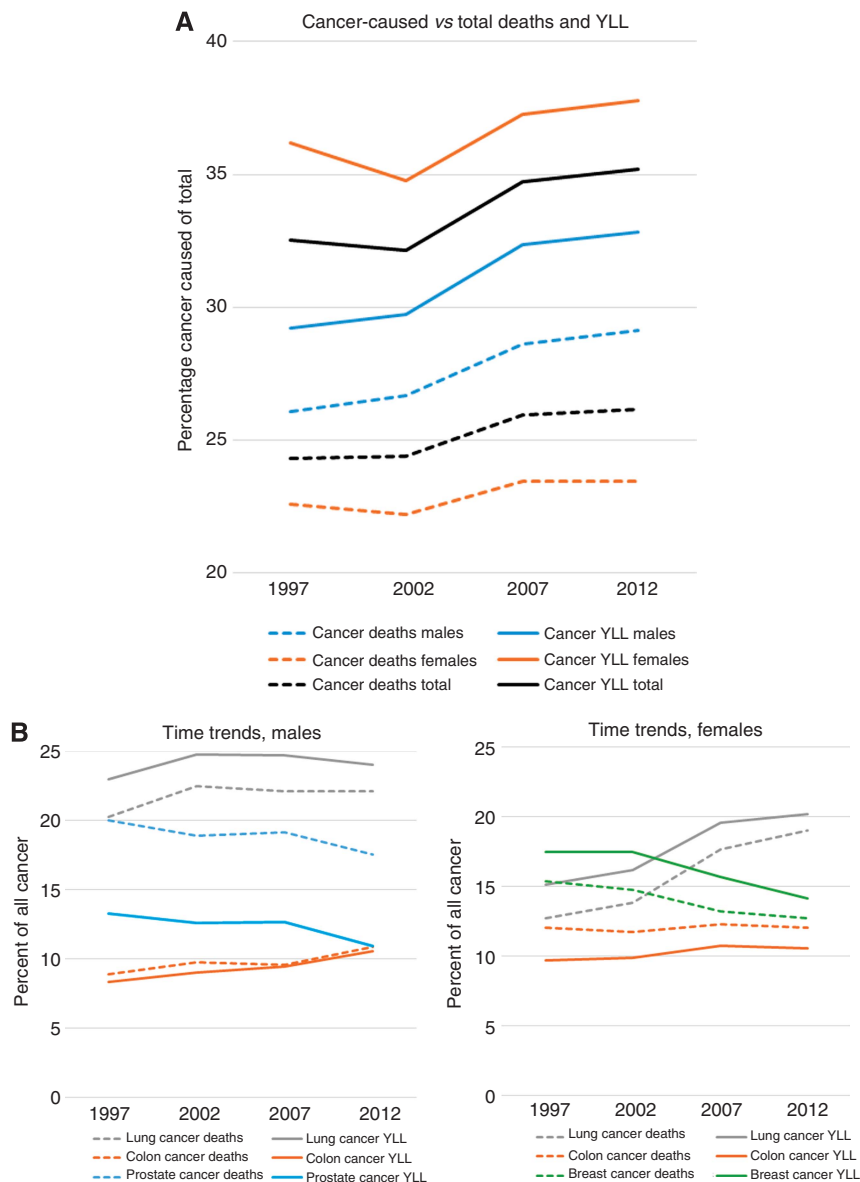 A
Cancer-caused vs total deaths and YLL
Percentage cancer caused of total
40
35
30
25
20
1997 2002 2007 2012
Cancer deaths males Cancer YLL males
Cancer deaths females Cancer YLL females
Cancer deaths total Cancer YLL total
B
Time trends, males
Percent of all cancer
25
20
15
10
5
0
1997 2002 2007 2012
Lung cancer deaths Lung cancer YLL
Colon cancer deaths Colon cancer YLL
Prostate cancer deaths Prostate cancer YLL
Time trends, females
Percent of all cancer
25
20
15
10
5
0
1997 2002 2007 2012
Lung cancer deaths Lung cancer YLL
Colon cancer deaths Colon cancer YLL
Breast cancer deaths Breast cancer YLL